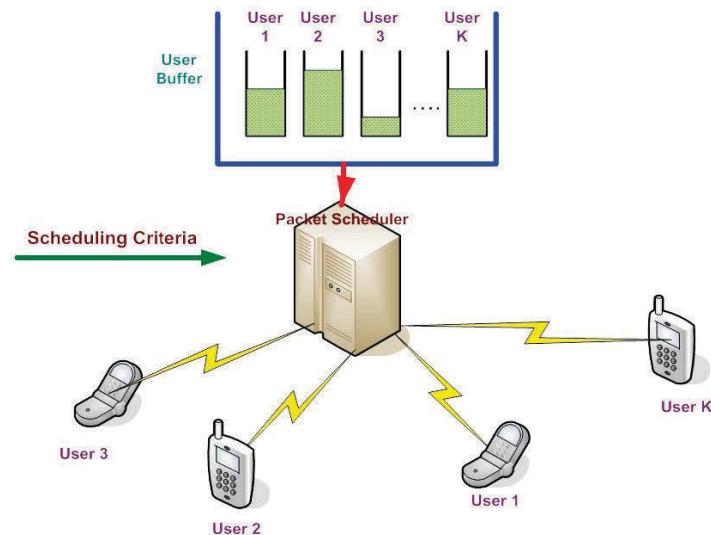 User
1
User
2
User
3
User
K
User
Buffer
....
Packet Scheduler
Scheduling Criteria
User K
User 3
User 1
User 2